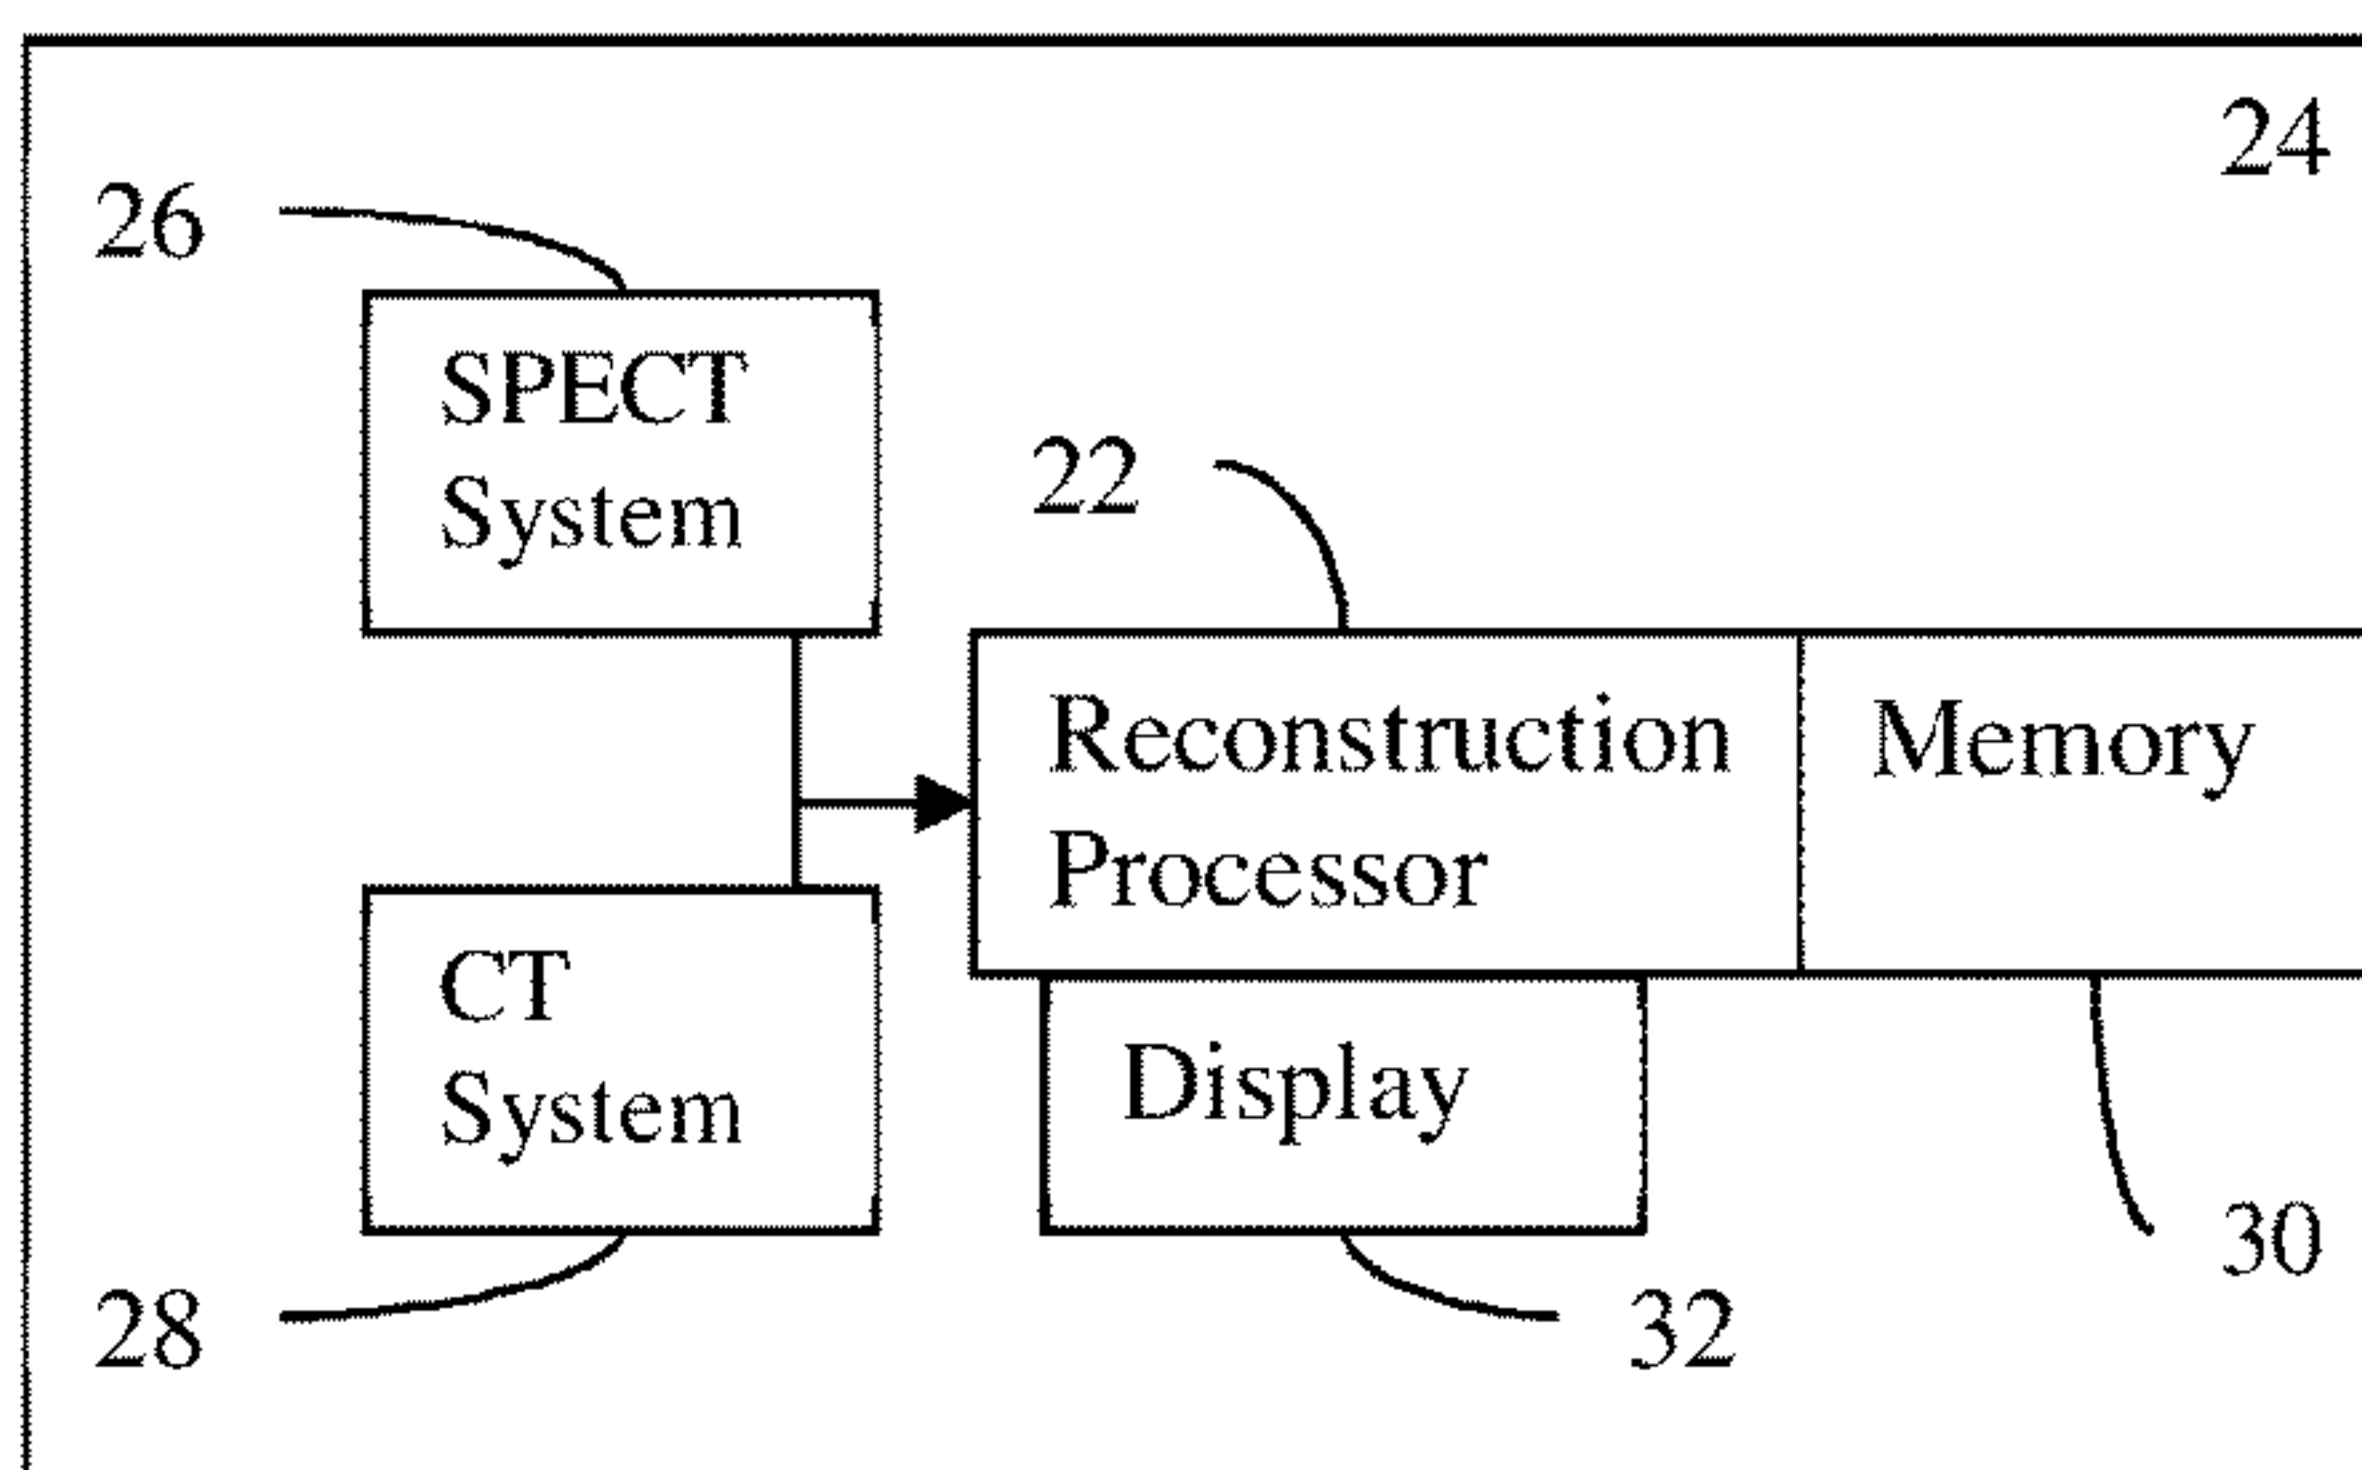 24
26
SPECT
System
22
Reconstruction
Processor
Memory
CT
System
Display
28
32
30